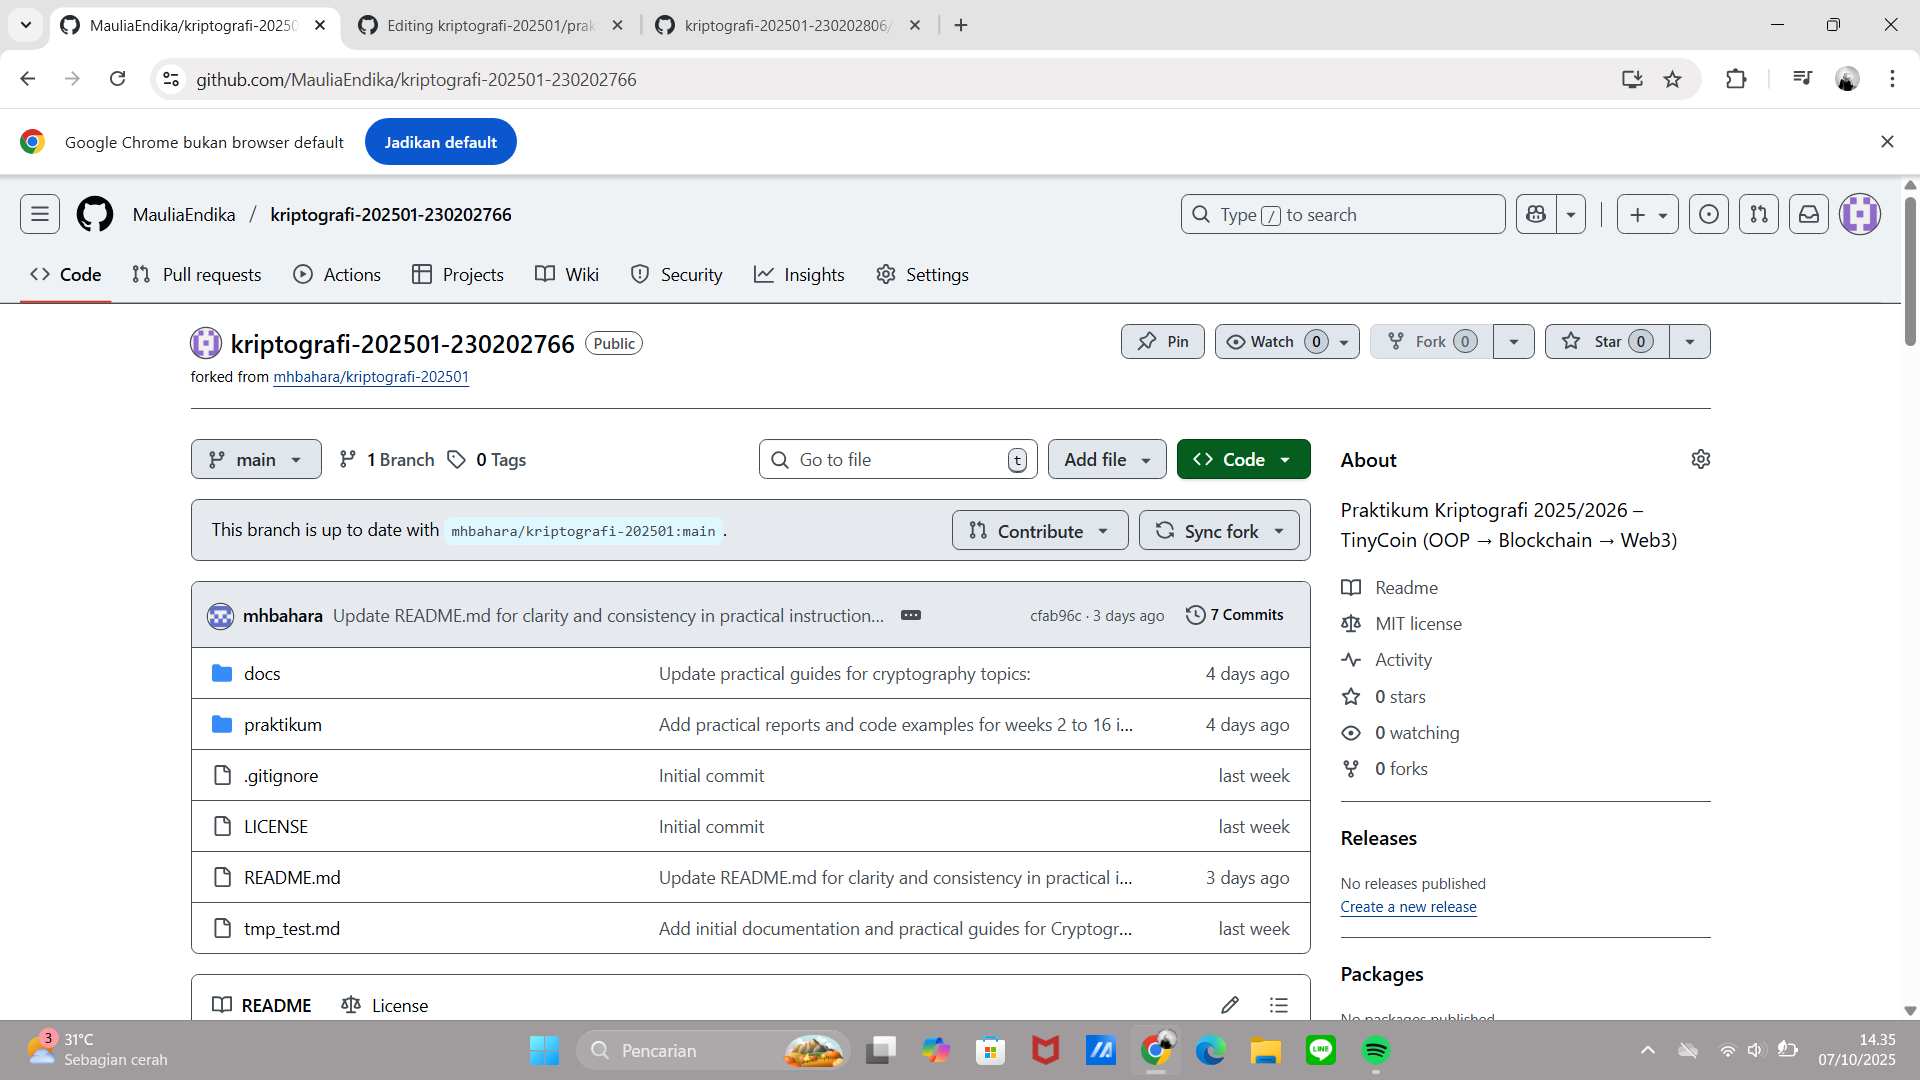 MauliaEndika/kriptografi-20250
Editing kriptografi-202501/prak
kriptografi-202501-230202806/
github.com/MauliaEndika/kriptografi-202501-230202766
Google Chrome bukan browser default
Jadikan default
MauliaEndika / kriptografi-202501-230202766
Type / to search
Code
Pull requests
Actions
Projects
Wiki
Security
Insights
Settings
kriptografi-202501-230202766 Public
Pin
Watch 0
Fork 0
Star 0
forked from mhbahara/kriptografi-202501
main
1 Branch
0 Tags
Go to file t
Add file
Code
This branch is up to date with mhbahara/kriptografi-202501:main .
Contribute
Sync fork
mhbahara Update README.md for clarity and consistency in practical instruction... cfab96c · 3 days ago 7 Commits
docs Update practical guides for cryptography topics: 4 days ago
praktikum Add practical reports and code examples for weeks 2 to 16 i... 4 days ago
.gitignore Initial commit last week
LICENSE Initial commit last week
README.md Update README.md for clarity and consistency in practical i... 3 days ago
tmp_test.md Add initial documentation and practical guides for Cryptogr... last week
README
License
About
Praktikum Kriptografi 2025/2026 –
TinyCoin (OOP → Blockchain → Web3)
Readme
MIT license
Activity
0 stars
0 watching
0 forks
Releases
No releases published
Create a new release
Packages
No packages published
3
31°C
Sebagian cerah
Pencarian
LINE
14.35
07/10/2025